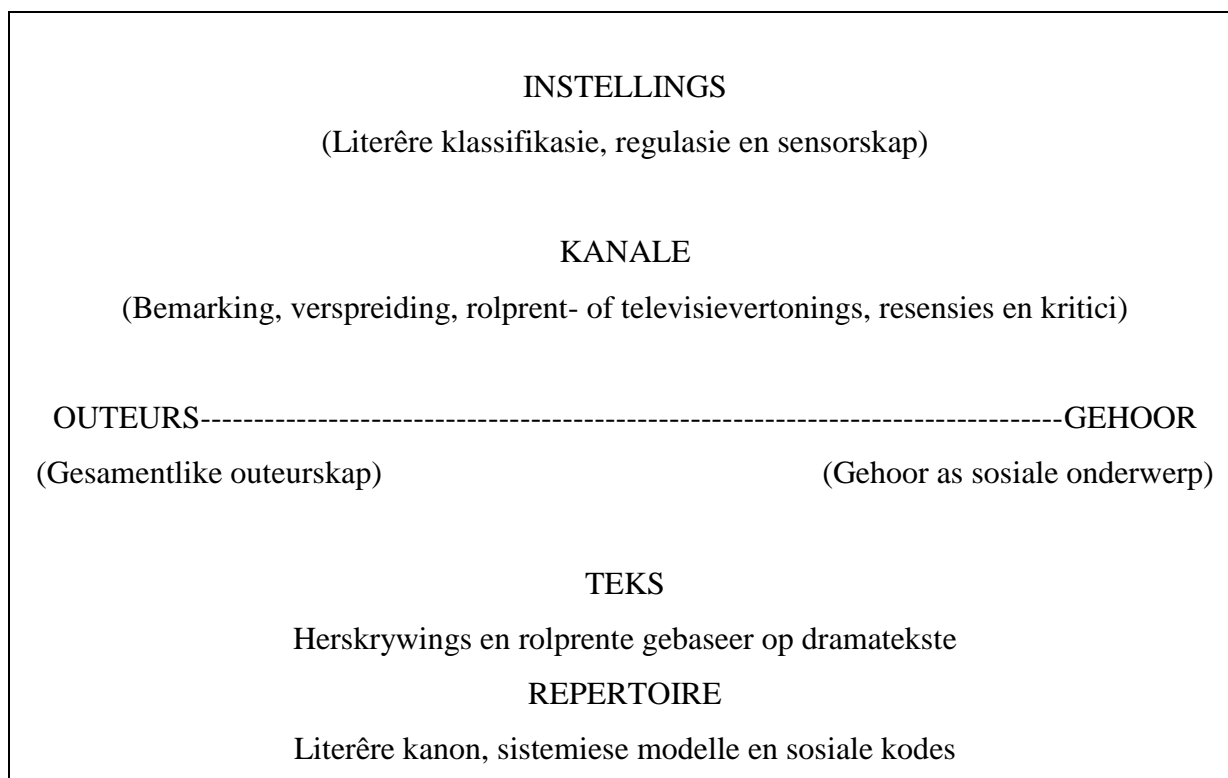 INSTELLINGS
(Literêre klassifikasie, regulasie en sensorskap)
KANALE
(Bemarking, verspreiding, rolprent- of televisievertonings, resensies en kritici)
OUTEURS---------------------------------------------------------------------------------GEHOOR
(Gesamentlike outeurskap) (Gehoor as sosiale onderwerp)
TEKS
Herskrywings en rolprente gebaseer op dramatekste
REPERTOIRE
Literêre kanon, sistemiese modelle en sosiale kodes